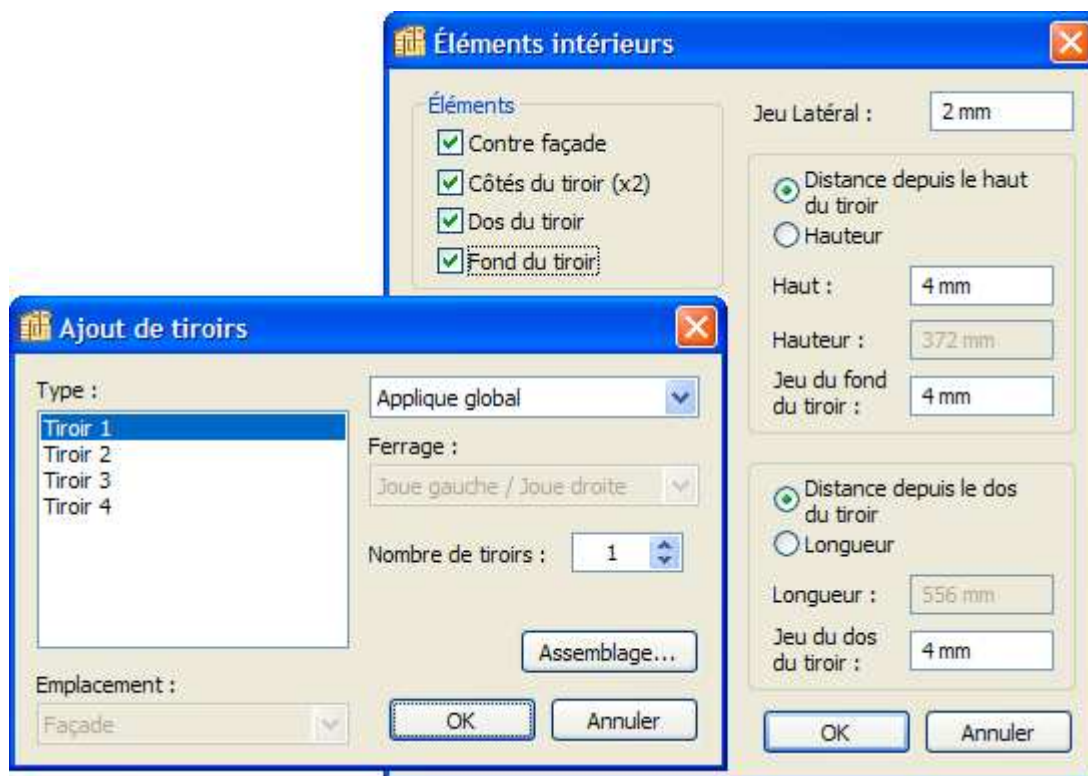 Éléments intérieurs
Éléments
Contre façade
Côtés du tiroir (x2)
Dos du tiroir
Fond du tiroir
Jeu Latéral : 2 mm
Distance depuis le haut
du tiroir
Hauteur
Haut : 4 mm
Hauteur : 372 mm
Jeu du fond
du tiroir : 4 mm
Distance depuis le dos
du tiroir
Longueur
Longueur : 556 mm
Jeu du dos
du tiroir : 4 mm
OK Annuler
Ajout de tiroirs
Type :
Tiroir 1
Tiroir 2
Tiroir 3
Tiroir 4
Emplacement :
Façade
Applique global
Ferrage :
Joue gauche / Joue droite
Nombre de tiroirs : 1
Assemblage...
OK Annuler